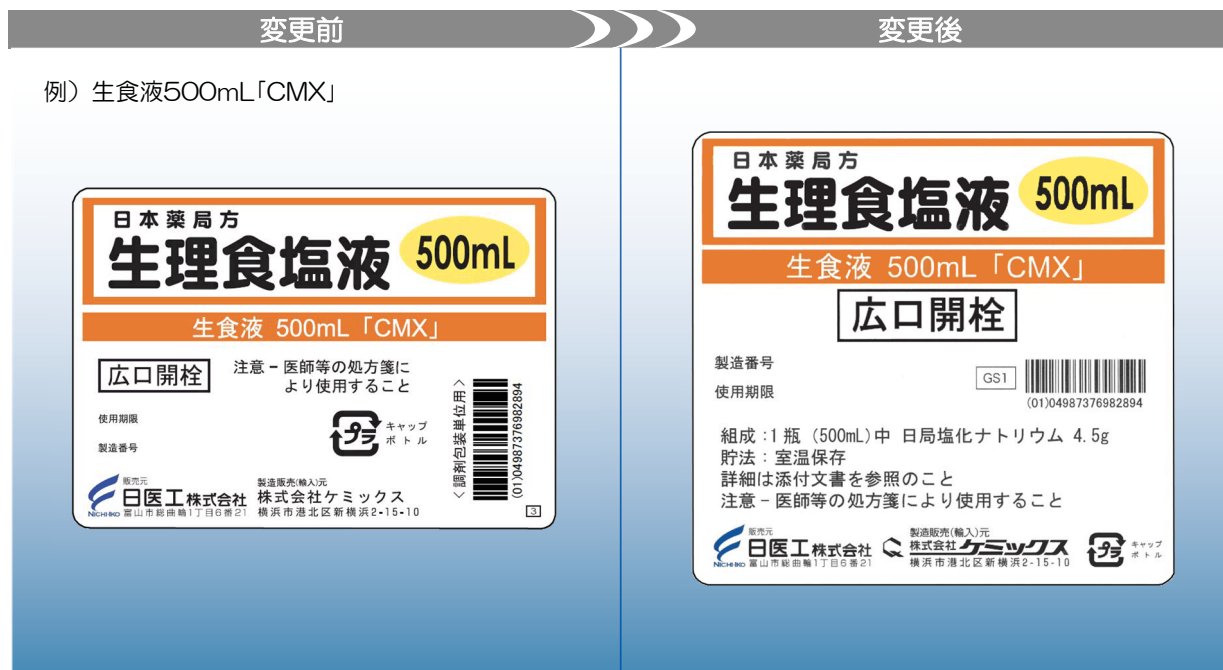 変更前
変更後
例）生食液500mL「CMX」
日本薬局方
生理食塩液
500mL
生食液 500mL「CMX」
広口開栓
注意－医師等の処方箋に
より使用すること
使用期限
製造番号
プラ
キャップ
ボトル
<調剤包装単位用>
(01)04987376982894
販売元
日医工株式会社
NICHI-IKO 富山市総曲輪1丁目6番21
製造販売(輸入)元
株式会社ケミックス
横浜市港北区新横浜2-15-10
3
日本薬局方
生理食塩液
500mL
生食液 500mL「CMX」
広口開栓
製造番号
使用期限
GS1
(01)04987376982894
組成：1瓶（500mL）中 日局塩化ナトリウム 4.5g
貯法：室温保存
詳細は添付文書を参照のこと
注意－医師等の処方箋により使用すること
販売元
日医工株式会社
NICHI-IKO 富山市総曲輪1丁目6番21
製造販売(輸入)元
株式会社ケミックス
横浜市港北区新横浜2-15-10
プラ
キャップ
ボトル